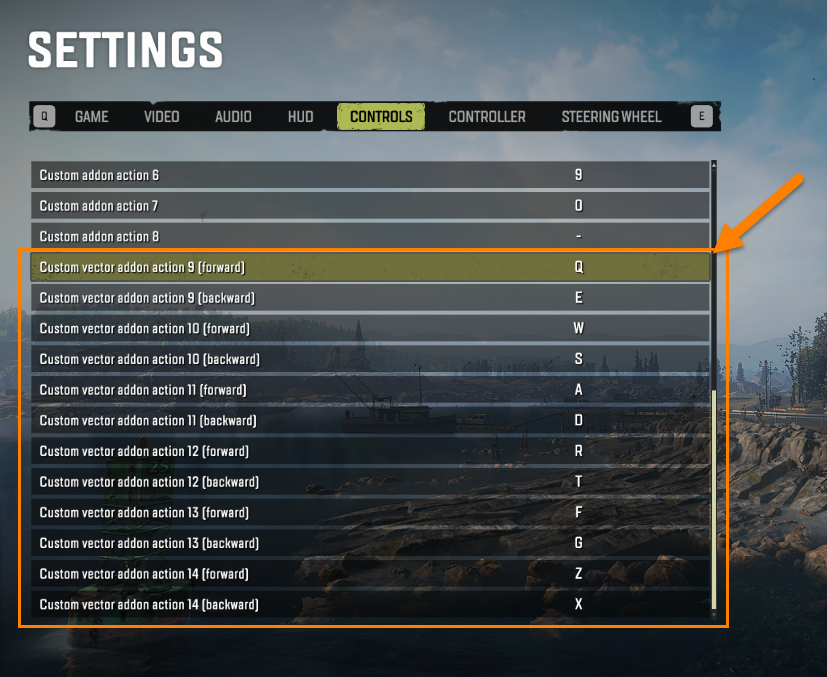 SETTINGS
Q GAME VIDEO AUDIO HUD CONTROLS CONTROLLER STEERING WHEEL E
Custom addon action 6 9
Custom addon action 7 0
Custom addon action 8 -
Custom vector addon action 9 (forward) Q
Custom vector addon action 9 (backward) E
Custom vector addon action 10 (forward) W
Custom vector addon action 10 (backward) S
Custom vector addon action 11 (forward) A
Custom vector addon action 11 (backward) D
Custom vector addon action 12 (forward) R
Custom vector addon action 12 (backward) T
Custom vector addon action 13 (forward) F
Custom vector addon action 13 (backward) G
Custom vector addon action 14 (forward) Z
Custom vector addon action 14 (backward) X